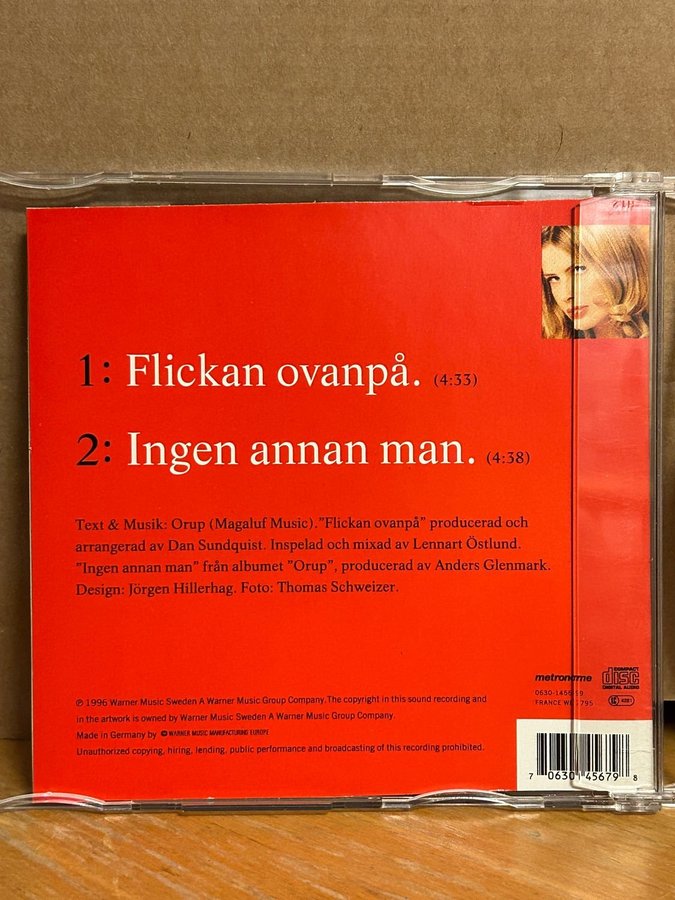 1: Flickan ovanpå. (4:33)
2: Ingen annan man. (4:38)
Text & Musik: Orup (Magaluf Music)."Flickan ovanpå" producerad och
arrangerad av Dan Sundquist. Inspelad och mixad av Lennart Östlund.
"Ingen annan man" från albumet "Orup", producerad av Anders Glenmark.
Design: Jörgen Hillerhag. Foto: Thomas Schweizer.
℗ 1996 Warner Music Sweden A Warner Music Group Company. The copyright in this sound recording and
in the artwork is owned by Warner Music Sweden A Warner Music Group Company.
Made in Germany by WARNER MUSIC MANUFACTURING EUROPE
Unauthorized copying, hiring, lending, public performance and broadcasting of this recording prohibited.
metronome
COMPACT
disc
DIGITAL AUDIO
FRANCE 795
7 06301 45679 8